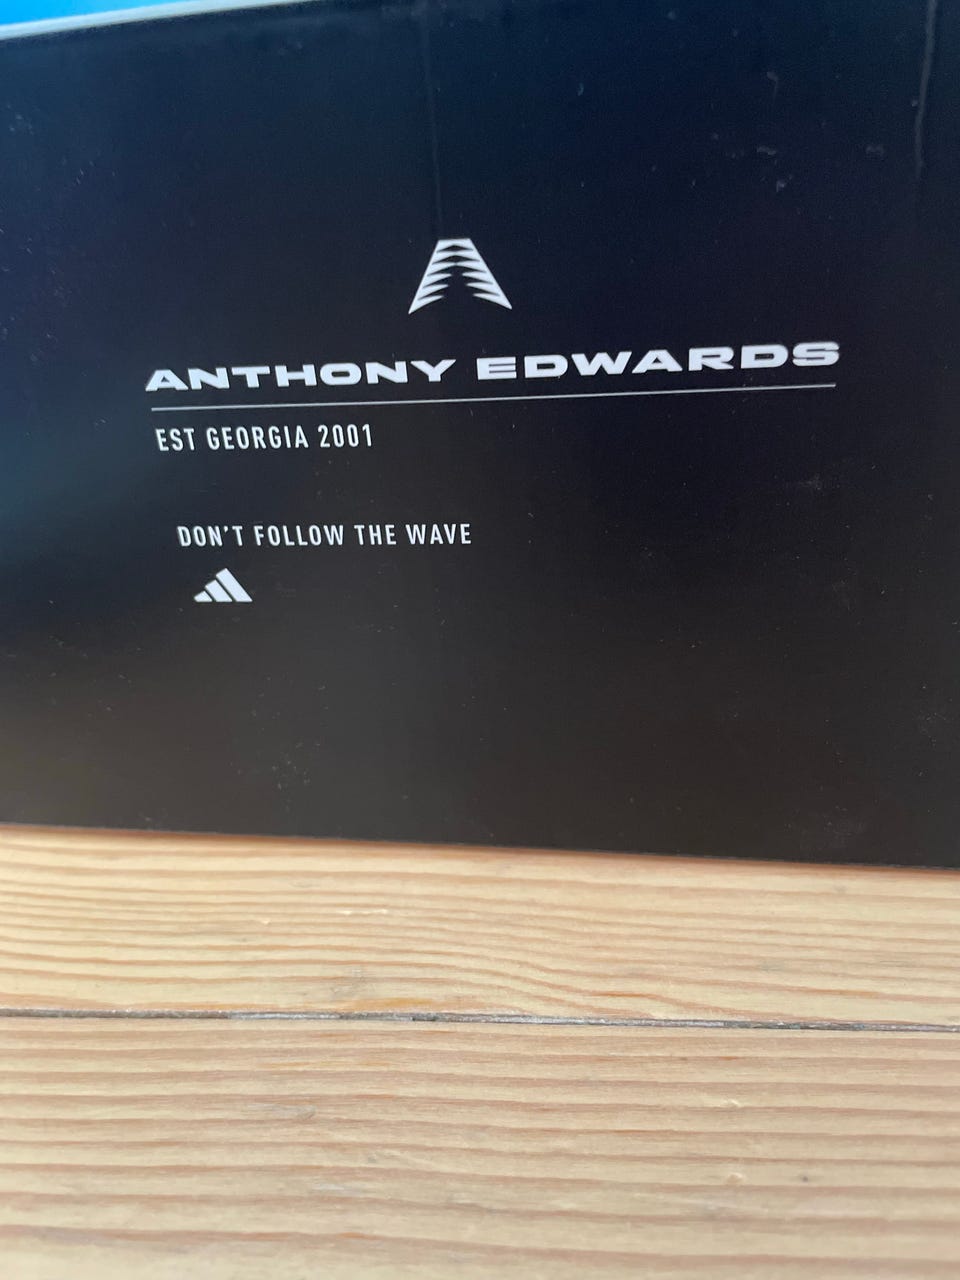 ANTHONY EDWARDS
EST GEORGIA 2001
DON'T FOLLOW THE WAVE